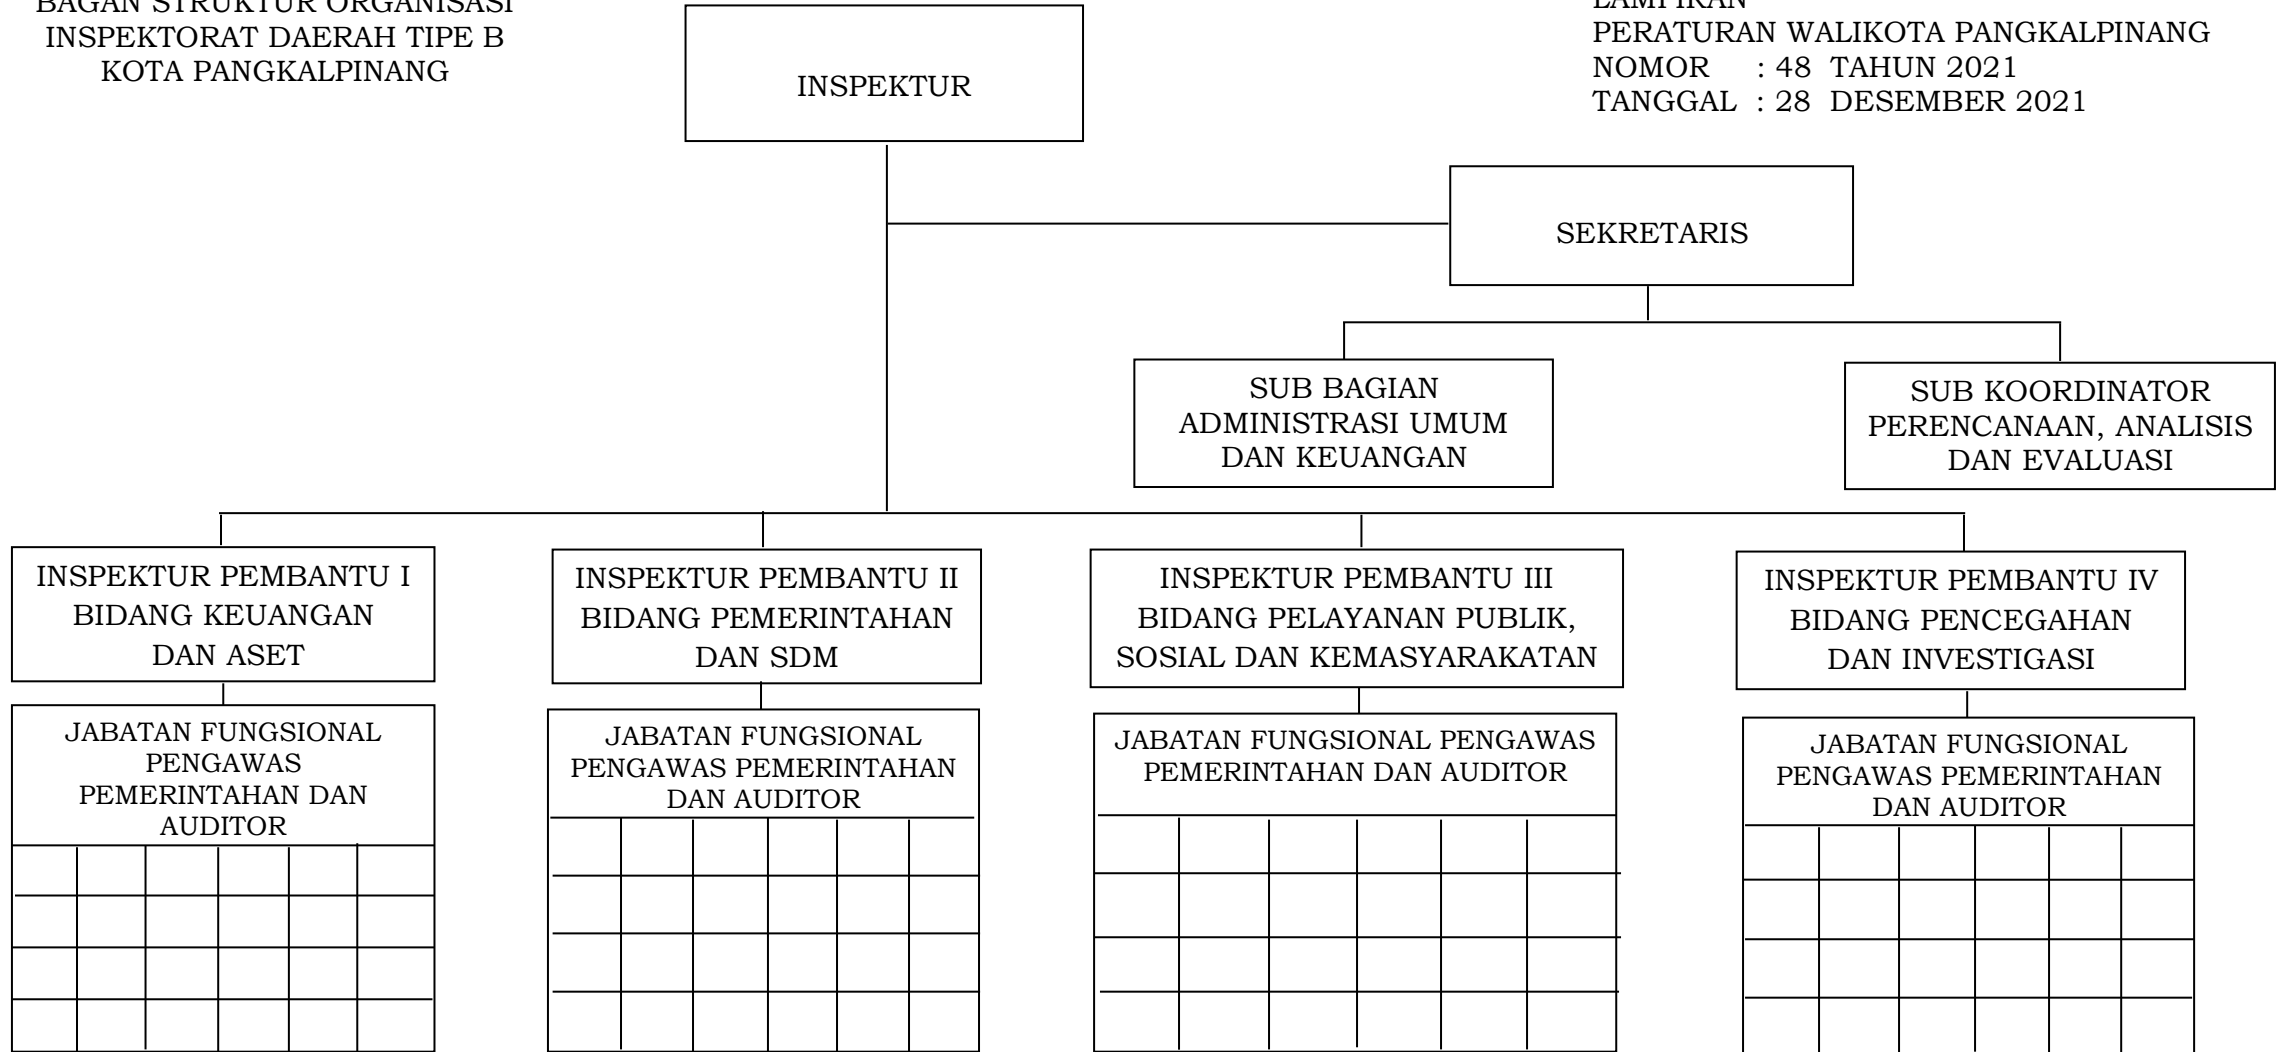 BAGAN STRUKTUR ORGANISASI
INSPEKTORAT DAERAH TIPE B
KOTA PANGKALPINANG
LAMPIRAN
PERATURAN WALIKOTA PANGKALPINANG
NOMOR : 48 TAHUN 2021
TANGGAL : 28 DESEMBER 2021
INSPEKTUR
SEKRETARIS
SUB BAGIAN
ADMINISTRASI UMUM
DAN KEUANGAN
SUB KOORDINATOR
PERENCANAAN, ANALISIS
DAN EVALUASI
INSPEKTUR PEMBANTU I
BIDANG KEUANGAN
DAN ASET
INSPEKTUR PEMBANTU II
BIDANG PEMERINTAHAN
DAN SDM
INSPEKTUR PEMBANTU III
BIDANG PELAYANAN PUBLIK,
SOSIAL DAN KEMASYARAKATAN
INSPEKTUR PEMBANTU IV
BIDANG PENCEGAHAN
DAN INVESTIGASI
JABATAN FUNGSIONAL
PENGAWAS
PEMERINTAHAN DAN
AUDITOR
JABATAN FUNGSIONAL
PENGAWAS PEMERINTAHAN
DAN AUDITOR
JABATAN FUNGSIONAL PENGAWAS
PEMERINTAHAN DAN AUDITOR
JABATAN FUNGSIONAL
PENGAWAS PEMERINTAHAN
DAN AUDITOR